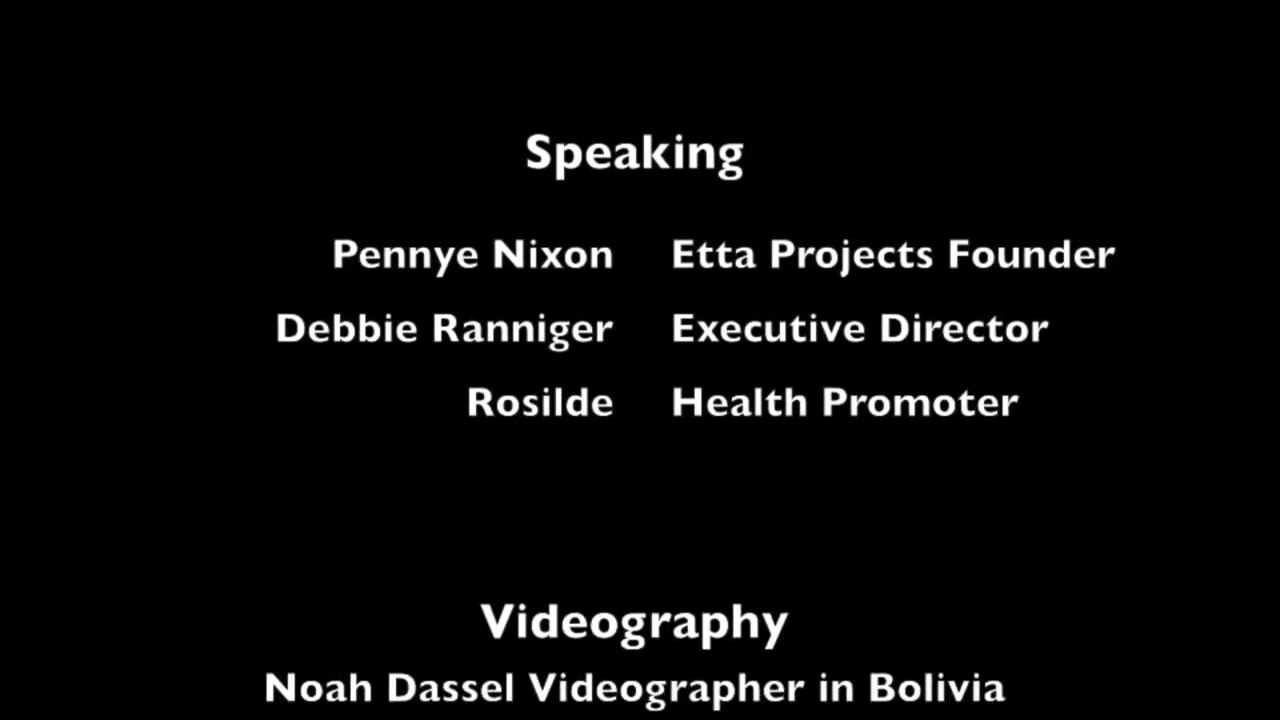 Speaking
Pennye Nixon Etta Projects Founder
Debbie Ranniger Executive Director
Rosilde Health Promoter
Videography
Noah Dassel Videographer in Bolivia